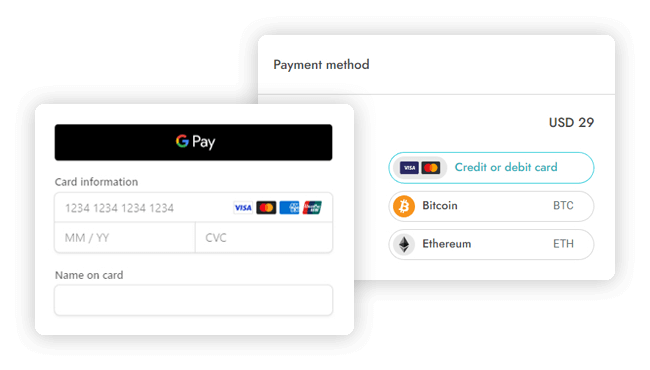 Payment method
USD 29
VISA Credit or debit card
Bitcoin BTC
Ethereum ETH
G Pay
Card information
1234 1234 1234 1234 VISA
MM / YY CVC
Name on card